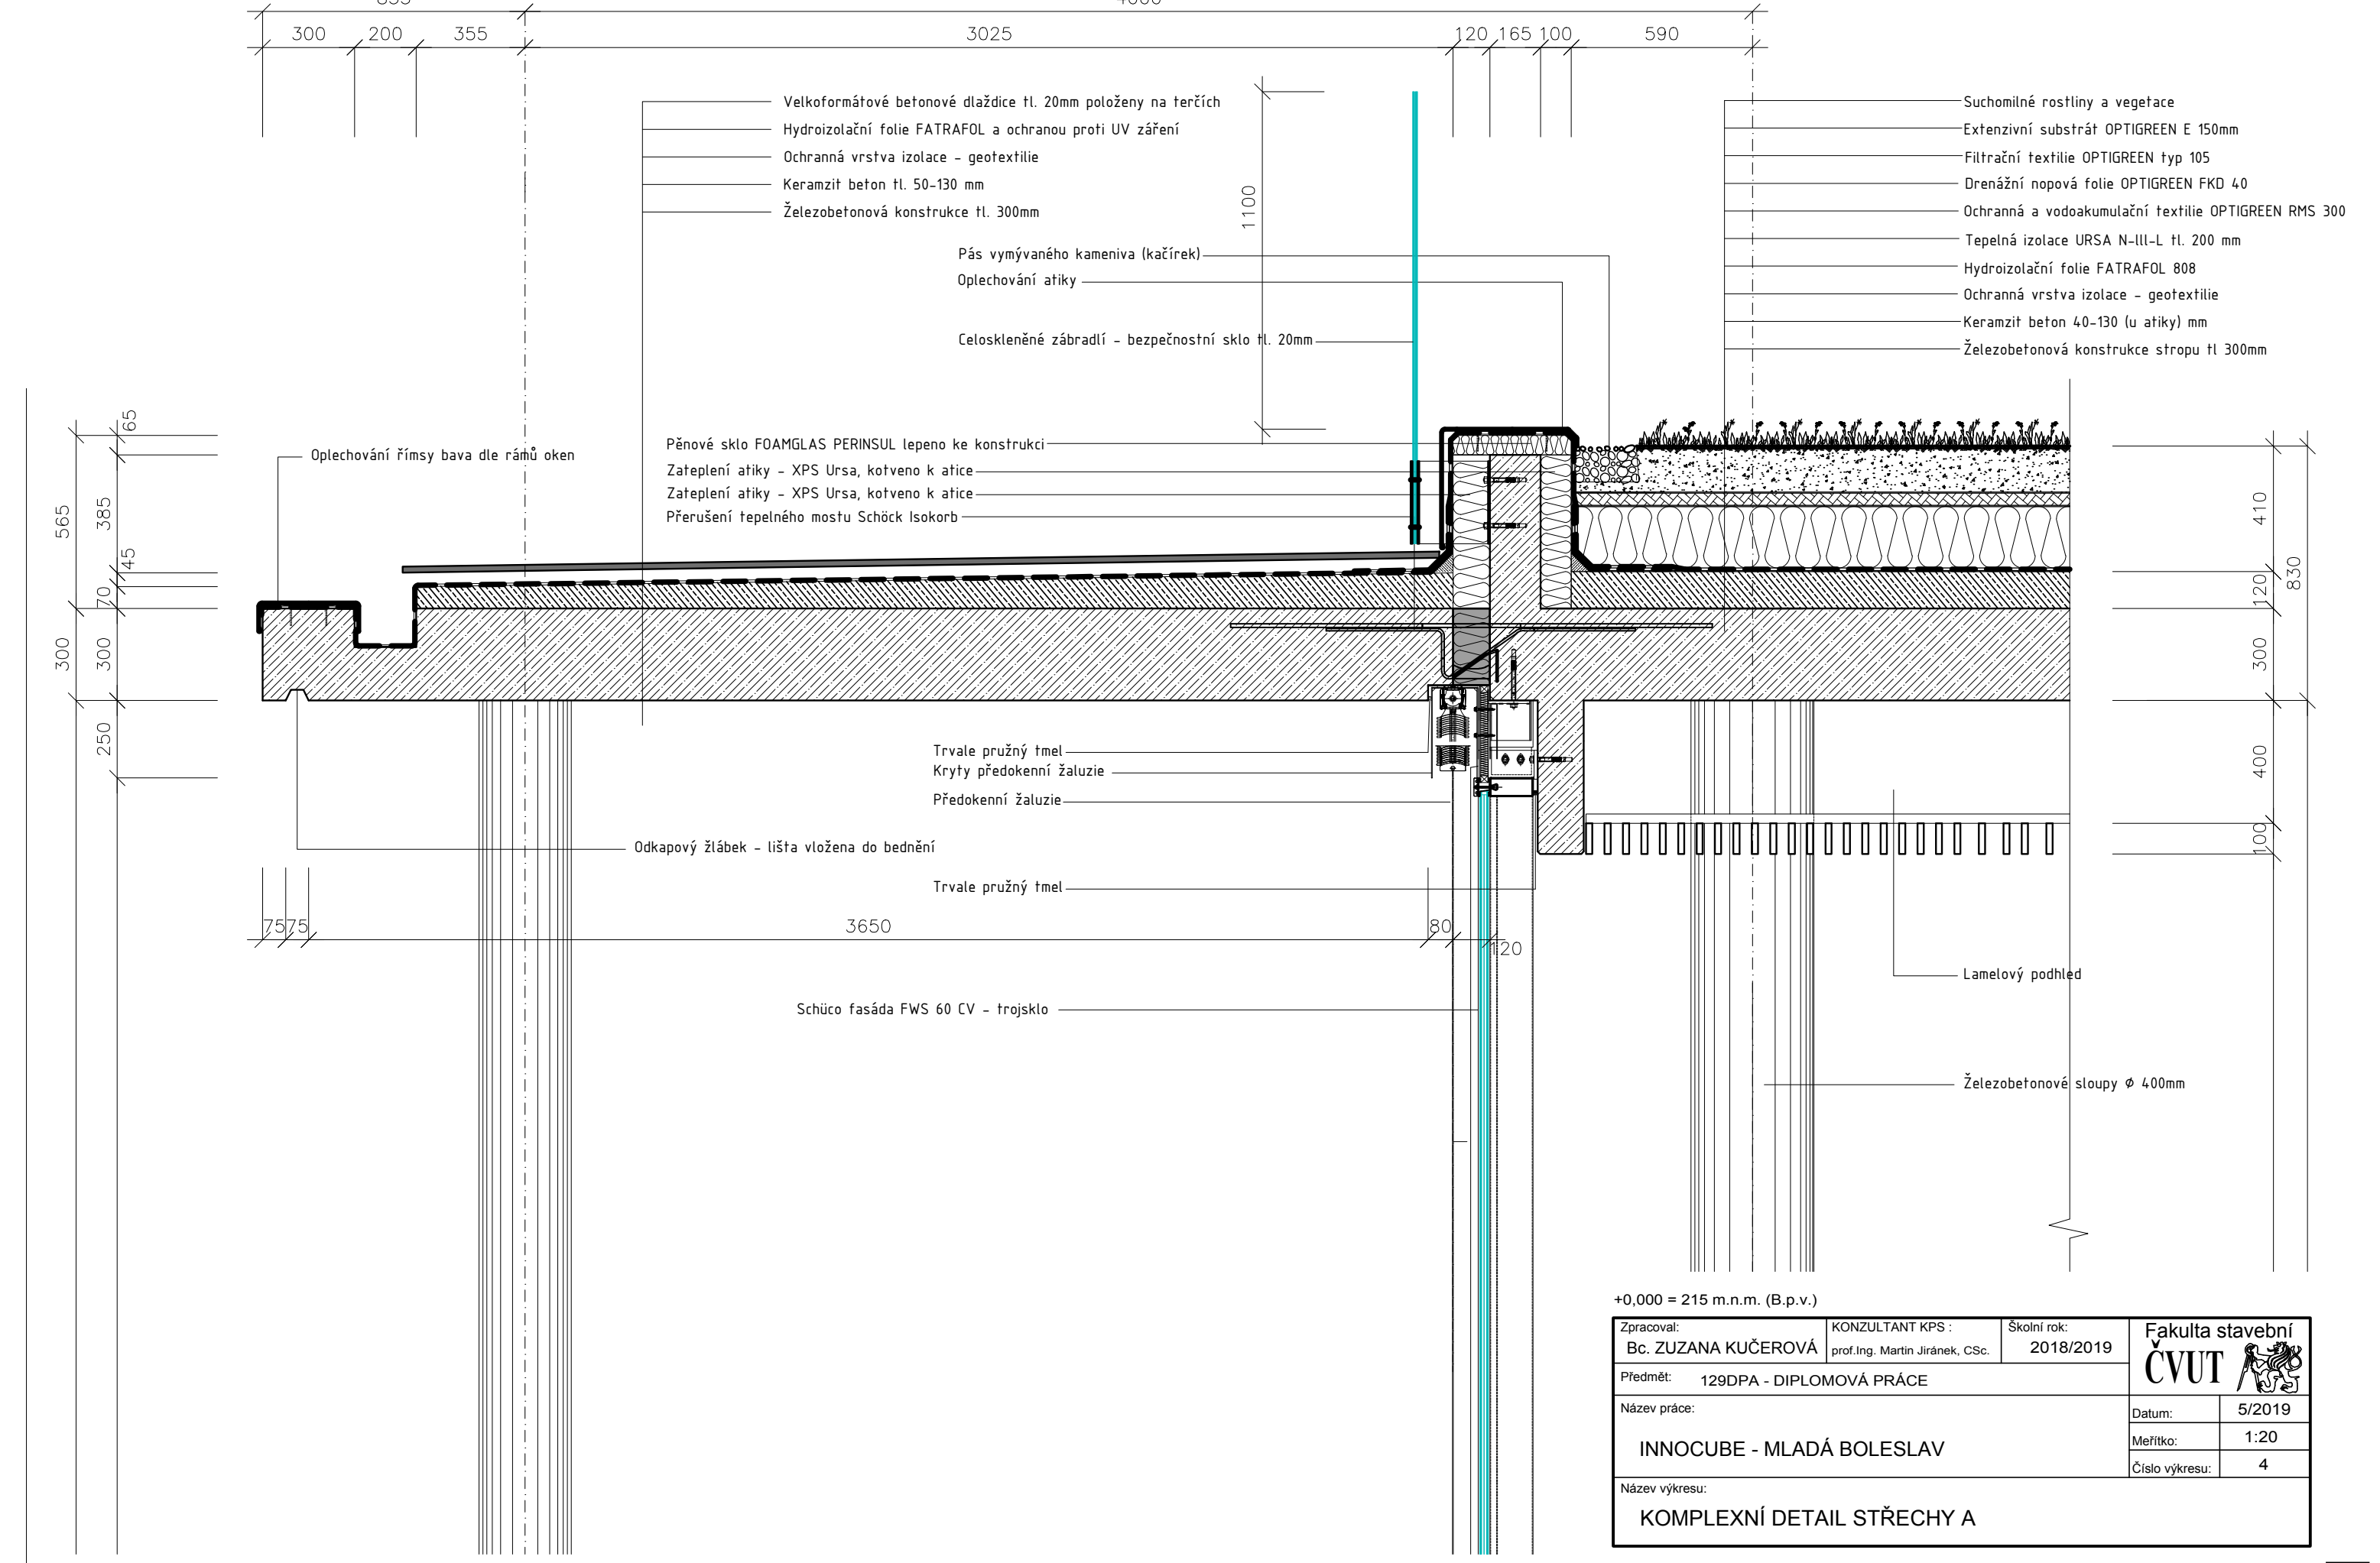 300 200 355 3025 120 165 100 590
Velkoformátové betonové dlaždice tl. 20mm položeny na terčích
Hydroizolační folie FATRAFOL a ochranou proti UV záření
Ochranná vrstva izolace - geotextilie
Keramzit beton tl. 50-130 mm
Železobetonová konstrukce tl. 300mm
1100
Suchomilné rostliny a vegetace
Extenzivní substrát OPTIGREEN E 150mm
Filtrační textilie OPTIGREEN typ 105
Drenážní nopová folie OPTIGREEN FKD 40
Ochranná a vodoakumulační textilie OPTIGREEN RMS 300
Tepelná izolace URSA N-lll-L tl. 200 mm
Hydroizolační folie FATRAFOL 808
Ochranná vrstva izolace - geotextilie
Keramzit beton 40-130 (u atiky) mm
Železobetonová konstrukce stropu tl 300mm
Pás vymývaného kameniva (kačírek)
Oplechování atiky
Celoskleněné zábradlí - bezpečnostní sklo tl. 20mm
Pěnové sklo FOAMGLAS PERINSUL lepeno ke konstrukci
Zateplení atiky - XPS Ursa, kotveno k atice
Zateplení atiky - XPS Ursa, kotveno k atice
Přerušení tepelného mostu Schöck Isokorb
Oplechování římsy bava dle rámů oken
565
300
65
385
45
70
300
250
410
120
300
400
100
830
Trvale pružný tmel
Kryty předokenní žaluzie
Předokenní žaluzie
Odkapový žlábek - lišta vložena do bednění
Trvale pružný tmel
75 75 3650 80 120
Lamelový podhled
Schüco fasáda FWS 60 CV - trojsklo
Železobetonové sloupy Ø 400mm
+0,000 = 215 m.n.m. (B.p.v.)
Zpracoval:
Bc. ZUZANA KUČEROVÁ
KONZULTANT KPS :
prof.Ing. Martin Jiránek, CSc.
Školní rok:
2018/2019
Fakulta stavební
ČVUT
Předmět: 129DPA - DIPLOMOVÁ PRÁCE
Název práce:
INNOCUBE - MLADÁ BOLESLAV
Datum: 5/2019
Meřítko: 1:20
Číslo výkresu: 4
Název výkresu:
KOMPLEXNÍ DETAIL STŘECHY A